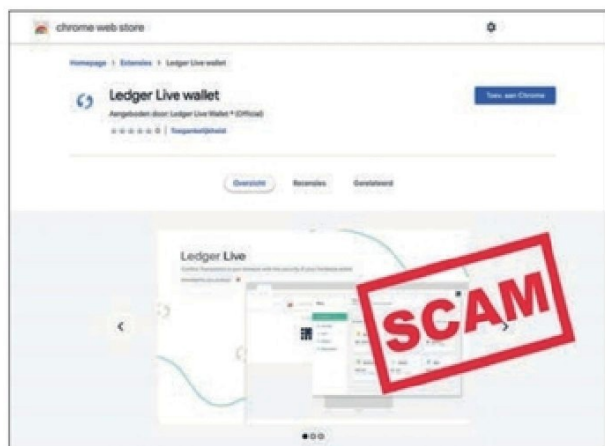 chrome web store
Homepage > Extensies > Ledger Live wallet
Ledger Live wallet
Aangeboden door: Ledger Live Wallet * (Official)
0 | Toegankelijkheid
Toev. aan Chrome
Overzicht Recensies Gerelateerd
Ledger Live
SCAM